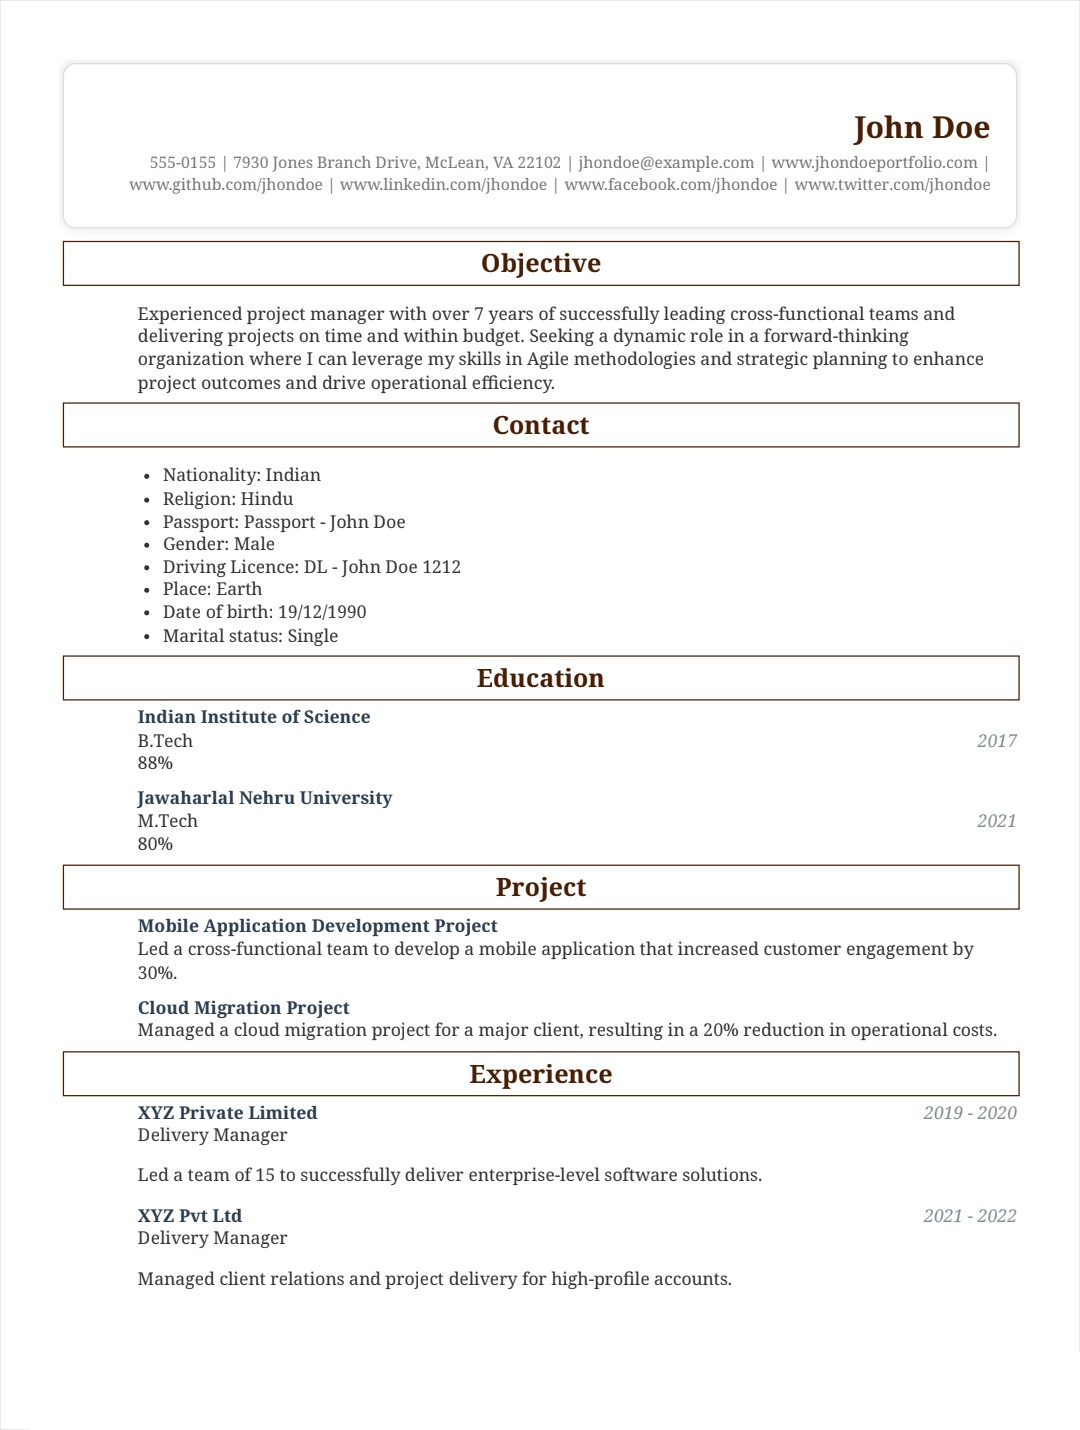 John Doe
555-0155 | 7930 Jones Branch Drive, McLean, VA 22102 | jhondoe@example.com | www.jhondoeportfolio.com |
www.github.com/jhondoe | www.linkedin.com/jhondoe | www.facebook.com/jhondoe | www.twitter.com/jhondoe
Objective
Experienced project manager with over 7 years of successfully leading cross-functional teams and
delivering projects on time and within budget. Seeking a dynamic role in a forward-thinking
organization where I can leverage my skills in Agile methodologies and strategic planning to enhance
project outcomes and drive operational efficiency.
Contact
• Nationality: Indian
• Religion: Hindu
• Passport: Passport - John Doe
• Gender: Male
• Driving Licence: DL - John Doe 1212
• Place: Earth
• Date of birth: 19/12/1990
• Marital status: Single
Education
Indian Institute of Science
B.Tech 2017
88%
Jawaharlal Nehru University
M.Tech 2021
80%
Project
Mobile Application Development Project
Led a cross-functional team to develop a mobile application that increased customer engagement by
30%.
Cloud Migration Project
Managed a cloud migration project for a major client, resulting in a 20% reduction in operational costs.
Experience
XYZ Private Limited 2019 - 2020
Delivery Manager
Led a team of 15 to successfully deliver enterprise-level software solutions.
XYZ Pvt Ltd 2021 - 2022
Delivery Manager
Managed client relations and project delivery for high-profile accounts.